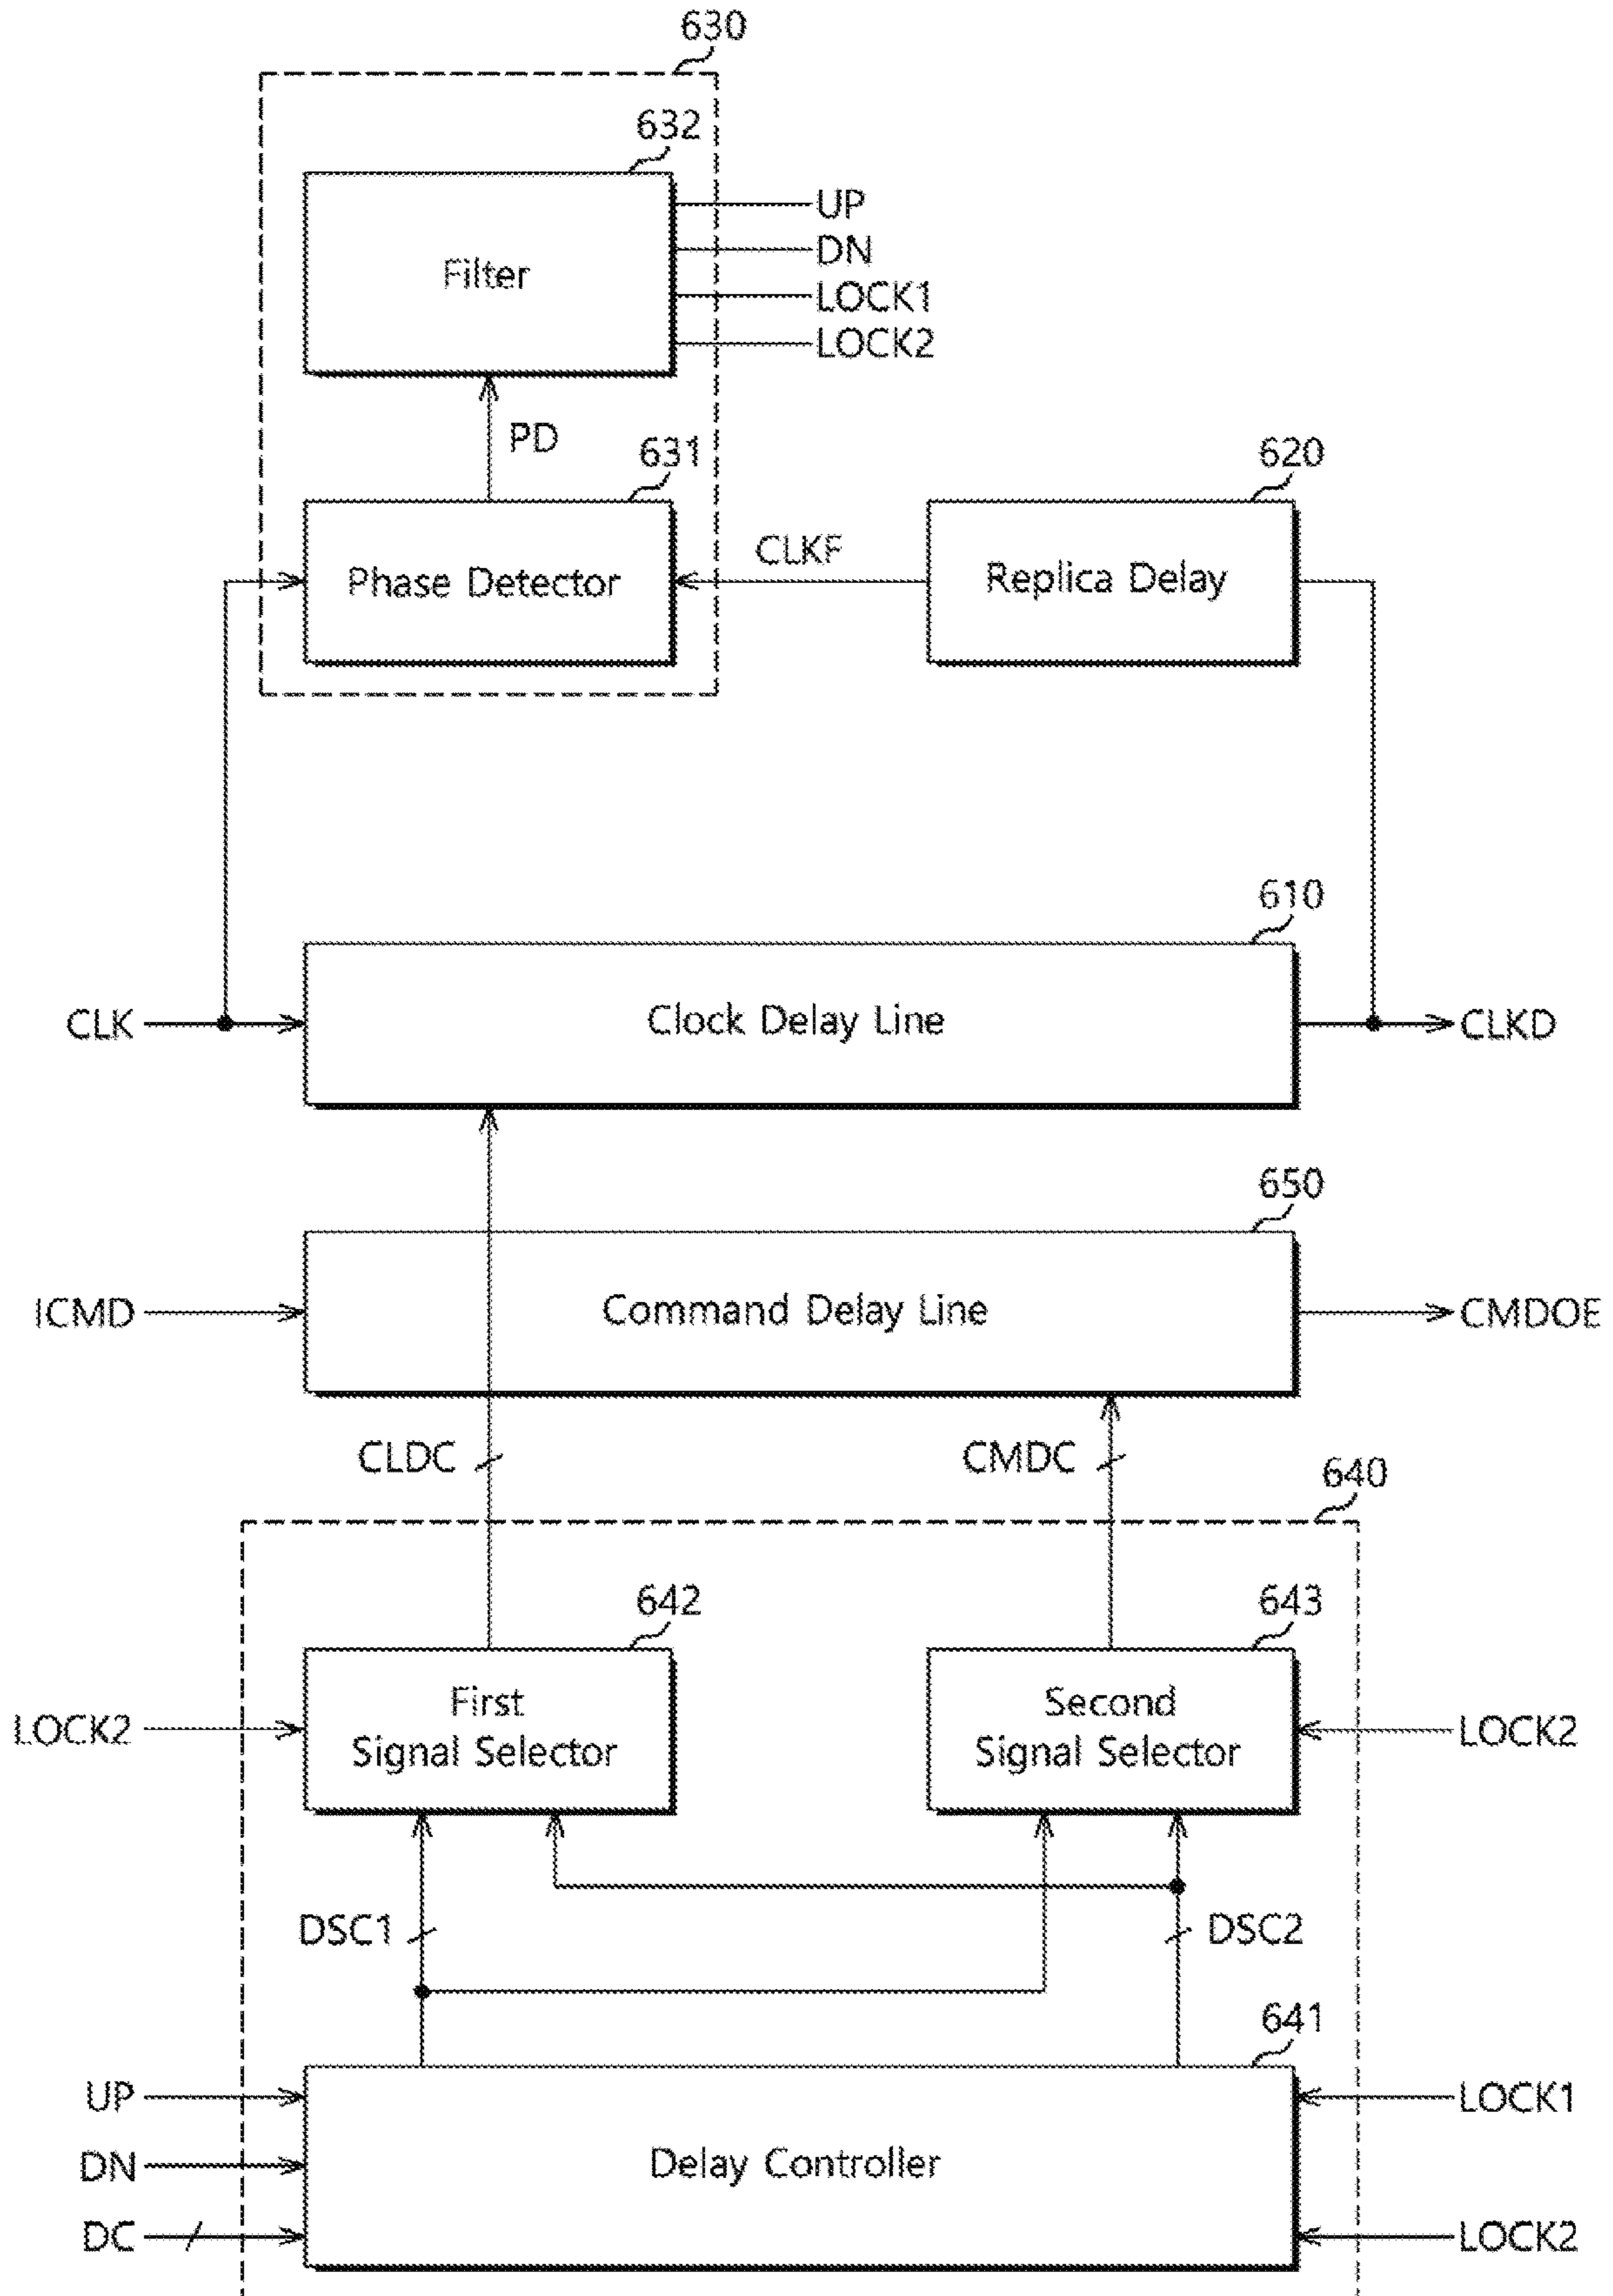 630
632
UP
DN
LOCK1
LOCK2
Filter
PD
631
620
CLKF
Phase Detector
Replica Delay
610
CLK
Clock Delay Line
CLKD
650
ICMD
Command Delay Line
CMDOE
CLDC
CMDC
640
642
643
LOCK2
First
Signal Selector
Second
Signal Selector
LOCK2
DSC1
DSC2
641
UP
LOCK1
DN
Delay Controller
DC
LOCK2